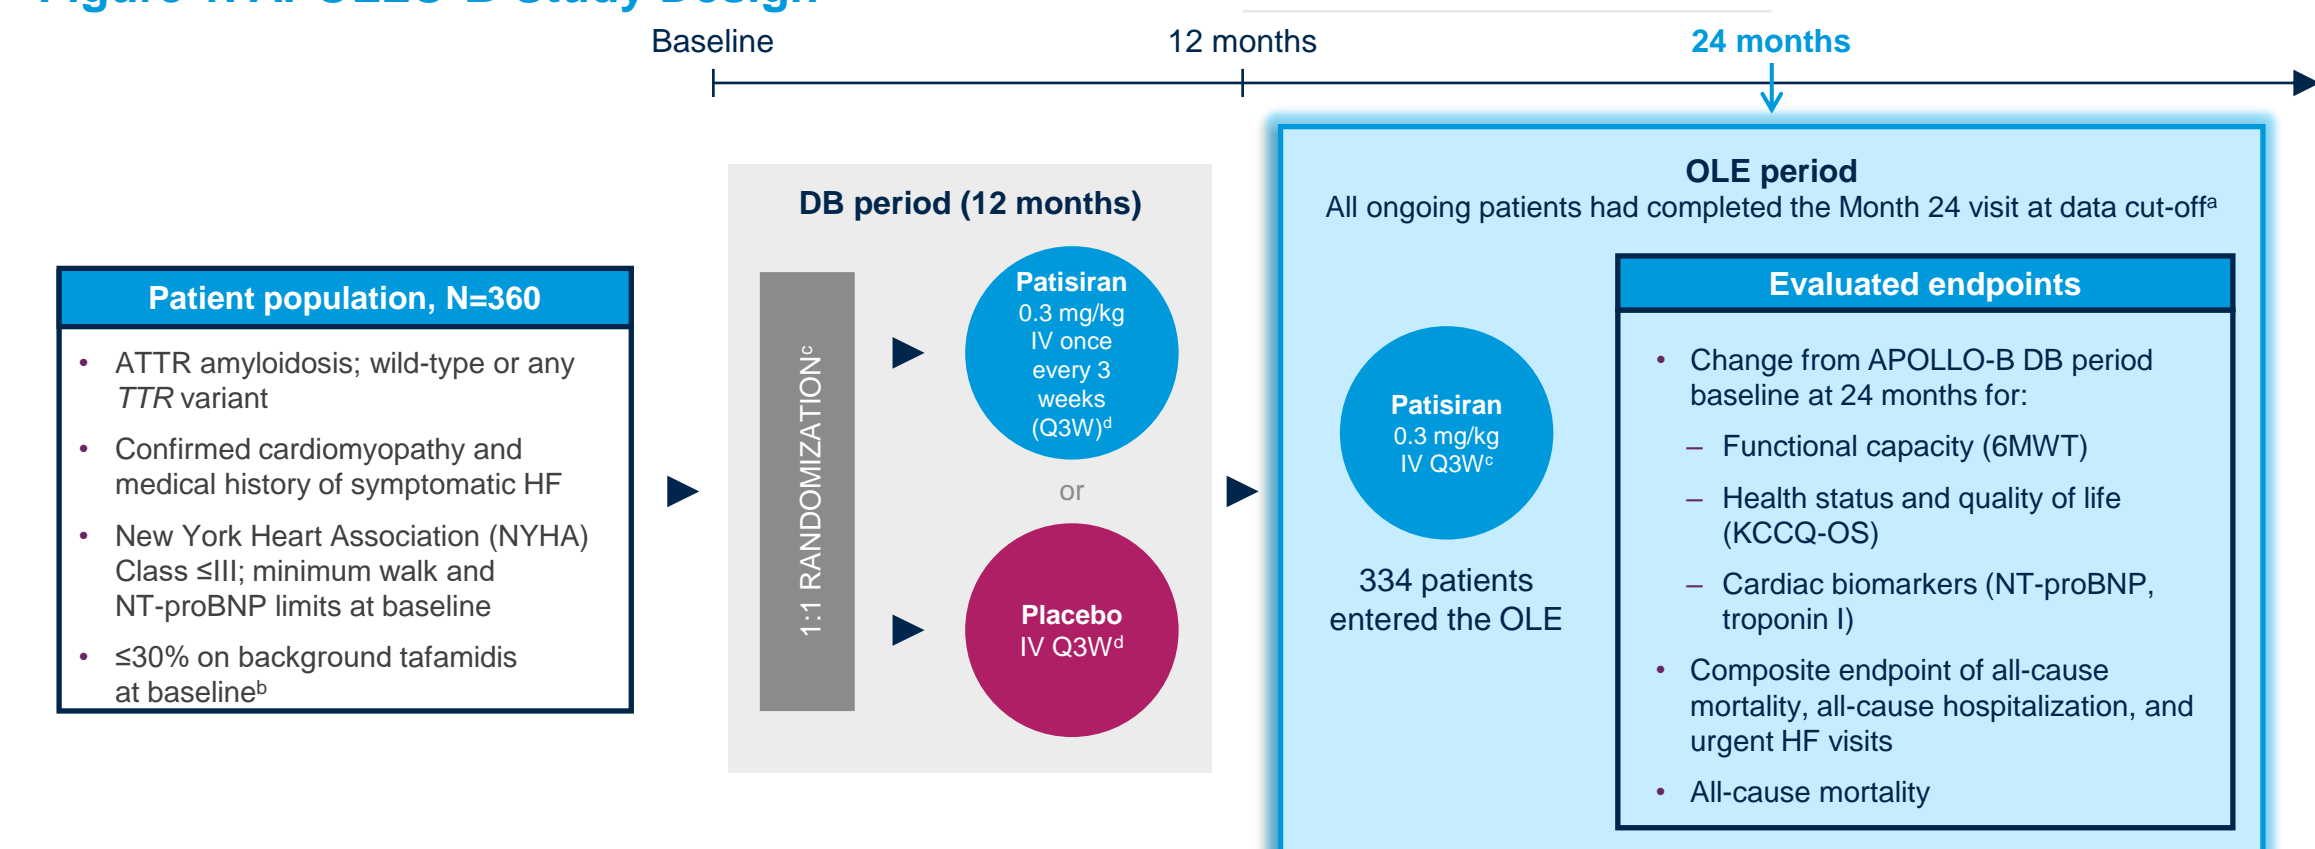 Figure 1. APOLLO-B Study Design
Baseline
12 months
24 months
Patient population, N=360
• ATTR amyloidosis; wild-type or any
TTR variant
• Confirmed cardiomyopathy and
medical history of symptomatic HF
• New York Heart Association (NYHA)
Class ≤III; minimum walk and
NT-proBNP limits at baseline
• ≤30% on background tafamidis
at baselineᵇ
DB period (12 months)
1:1 RANDOMIZATIONᶜ
Patisiran
0.3 mg/kg
IV once
every 3
weeks
(Q3W)ᵈ
or
Placebo
IV Q3Wᵈ
OLE period
All ongoing patients had completed the Month 24 visit at data cut-offᵃ
Patisiran
0.3 mg/kg
IV Q3Wᶜ
334 patients
entered the OLE
Evaluated endpoints
• Change from APOLLO-B DB period
baseline at 24 months for:
– Functional capacity (6MWT)
– Health status and quality of life
(KCCQ-OS)
– Cardiac biomarkers (NT-proBNP,
troponin I)
• Composite endpoint of all-cause
mortality, all-cause hospitalization, and
urgent HF visits
• All-cause mortality